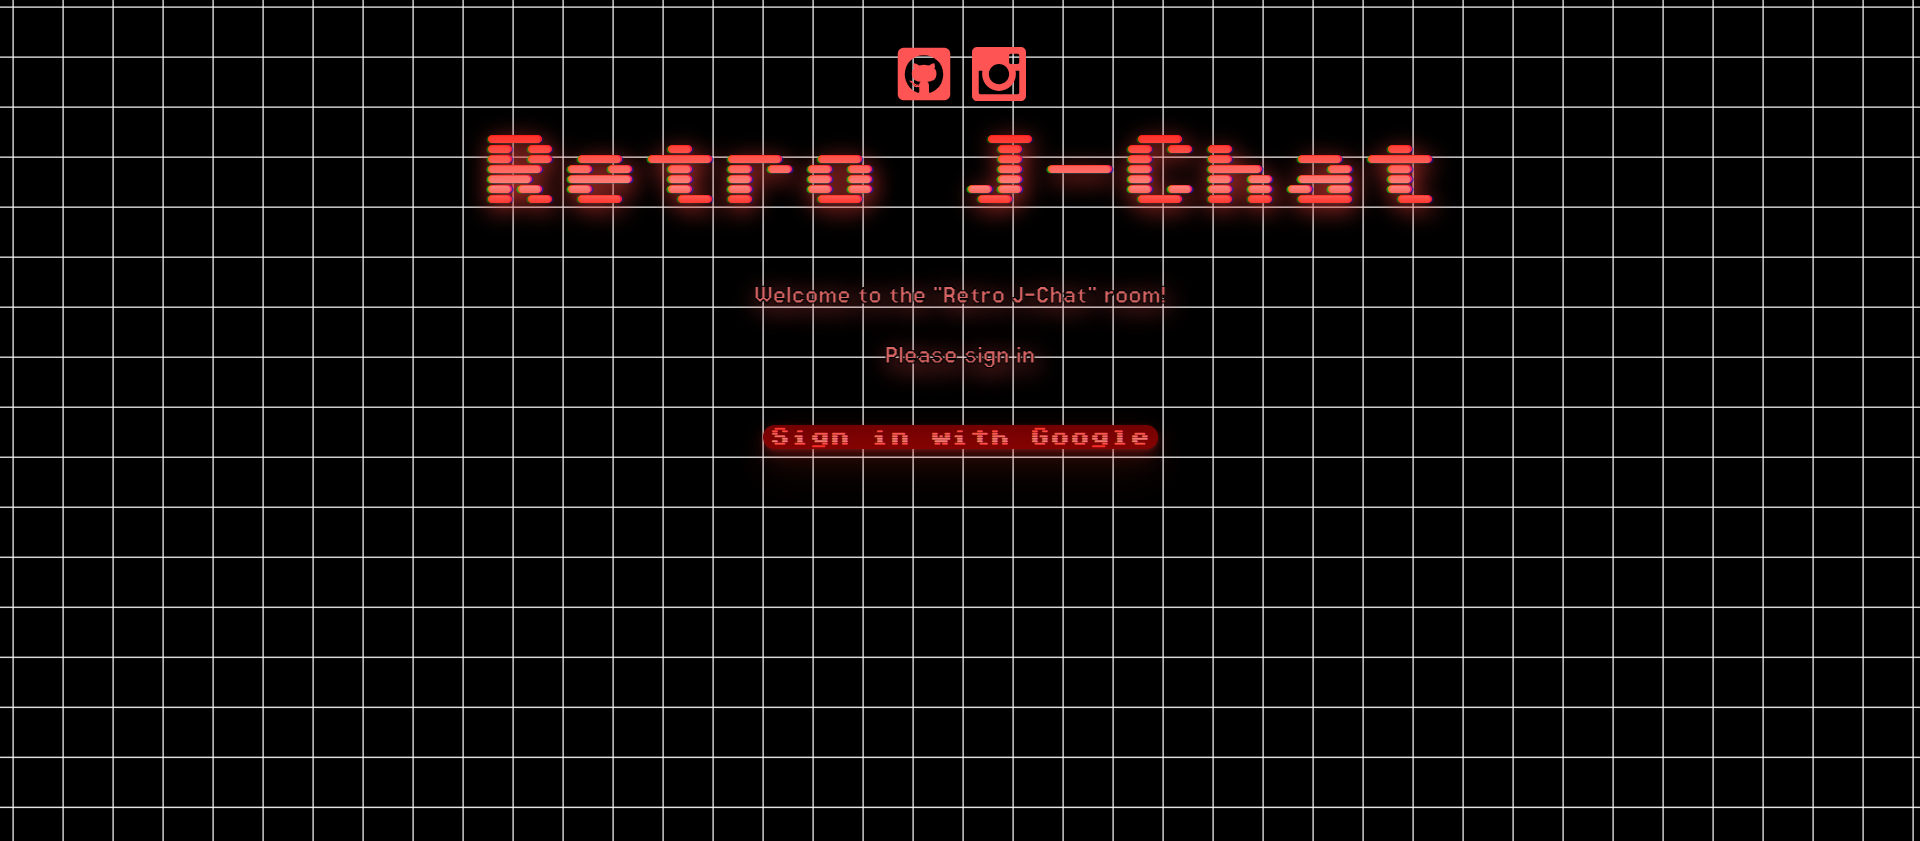 Retro J-Chat
Welcome to the "Retro J-Chat" room!
Please sign in
Sign in with Google